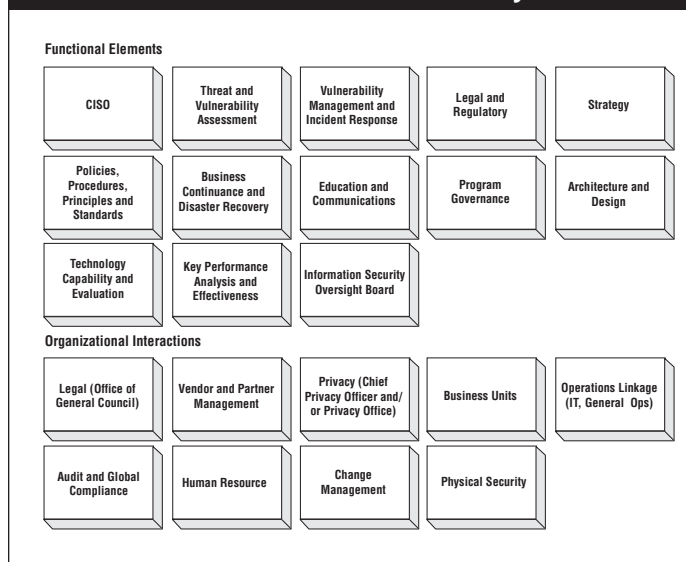 Functional Elements
CISO
Threat and
Vulnerability
Assessment
Vulnerability
Management and
Incident Response
Legal and
Regulatory
Strategy
Policies,
Procedures,
Principles and
Standards
Business
Continuance and
Disaster Recovery
Education and
Communications
Program
Governance
Architecture and
Design
Technology
Capability and
Evaluation
Key Performance
Analysis and
Effectiveness
Information Security
Oversight Board
Organizational Interactions
Legal (Office of
General Council)
Vendor and Partner
Management
Privacy (Chief
Privacy Officer and/
or Privacy Office)
Business Units
Operations Linkage
(IT, General Ops)
Audit and Global
Compliance
Human Resource
Change
Management
Physical Security